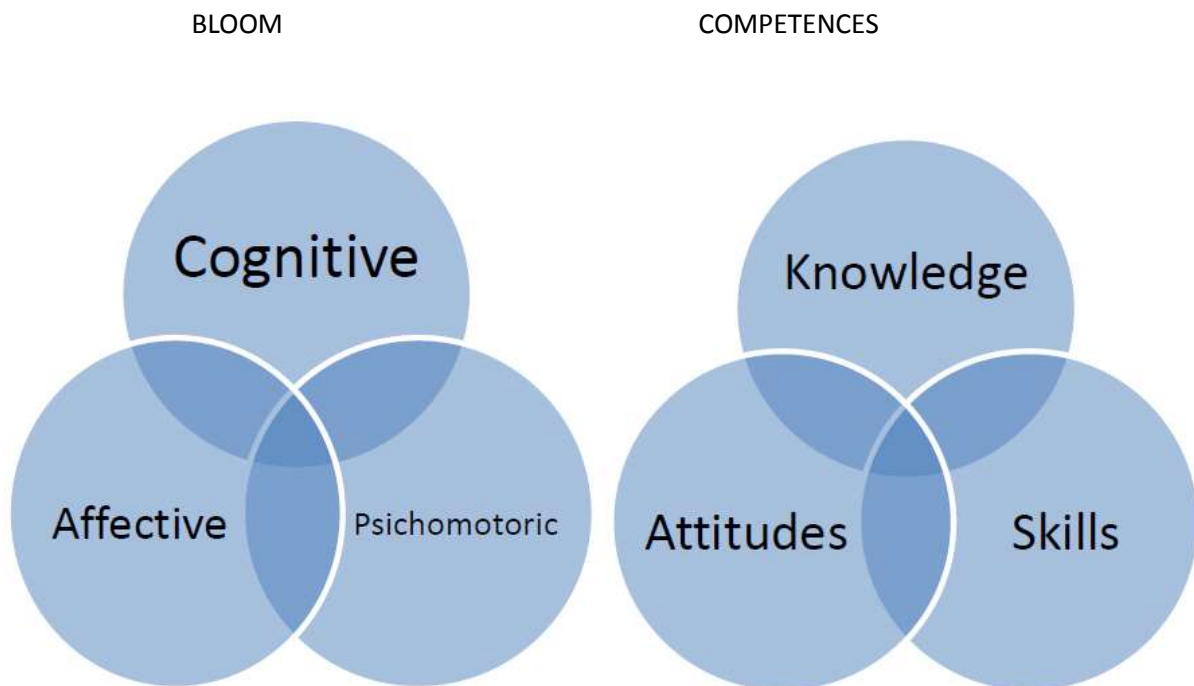 BLOOM
COMPETENCES
Cognitive
Affective
Psichomotoric
Knowledge
Attitudes
Skills